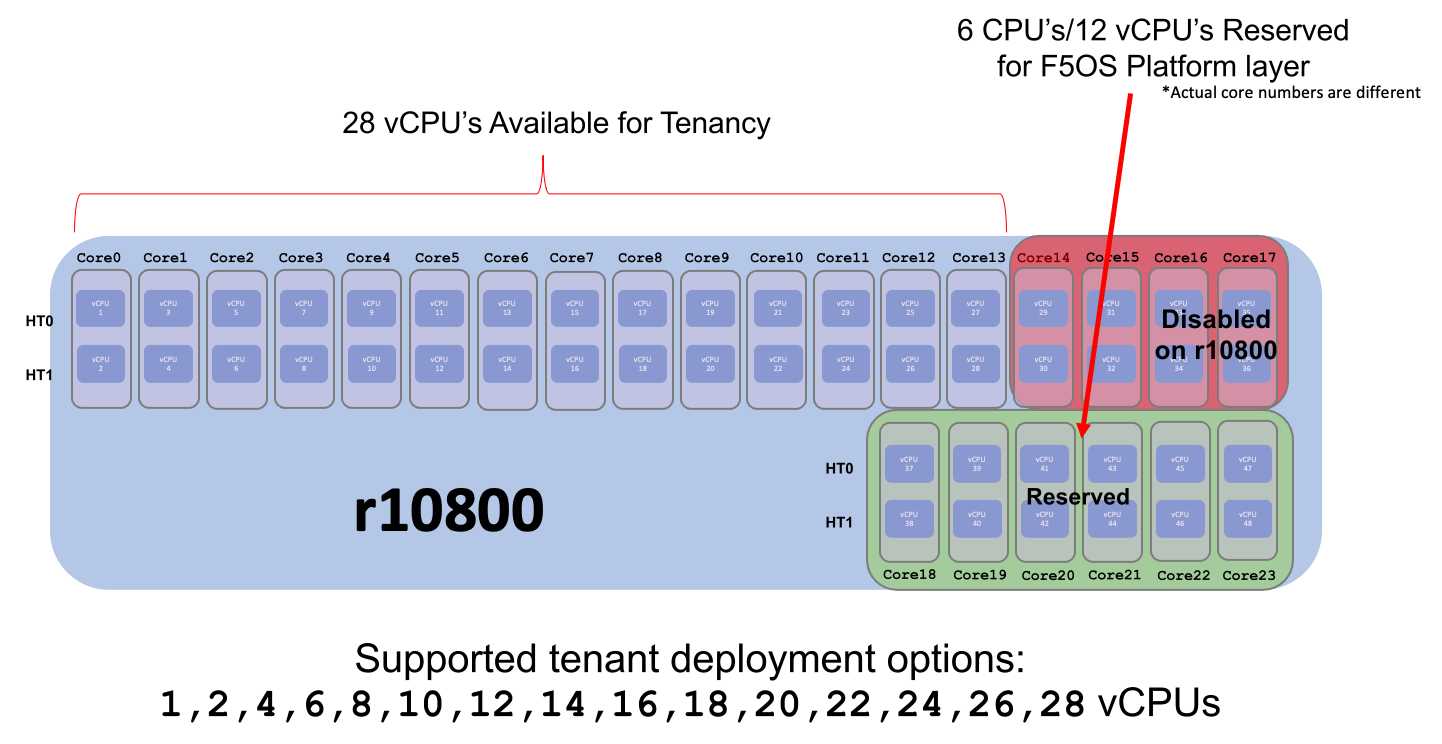 6 CPU's/12 vCPU's Reserved
for F5OS Platform layer
*Actual core numbers are different
28 vCPU's Available for Tenancy
Core0 Core1 Core2 Core3 Core4 Core5 Core6 Core7 Core8 Core9 Core10 Core11 Core12 Core13 Core14 Core15 Core16 Core17
HT0
vCPU 1 vCPU 3 vCPU 5 vCPU 7 vCPU 9 vCPU 11 vCPU 13 vCPU 15 vCPU 17 vCPU 19 vCPU 21 vCPU 23 vCPU 25 vCPU 27 vCPU 29 vCPU 31
Disabled
on r10800
HT1
vCPU 2 vCPU 4 vCPU 6 vCPU 8 vCPU 10 vCPU 12 vCPU 14 vCPU 16 vCPU 18 vCPU 20 vCPU 22 vCPU 24 vCPU 26 vCPU 28 vCPU 30 vCPU 32 34 36
r10800
HT0
vCPU 37 vCPU 39 vCPU 41 vCPU 43 vCPU 45 vCPU 47
Reserved
HT1
vCPU 38 vCPU 40 vCPU 42 vCPU 44 vCPU 46 vCPU 48
Core18 Core19 Core20 Core21 Core22 Core23
Supported tenant deployment options:
1,2,4,6,8,10,12,14,16,18,20,22,24,26,28 vCPUs